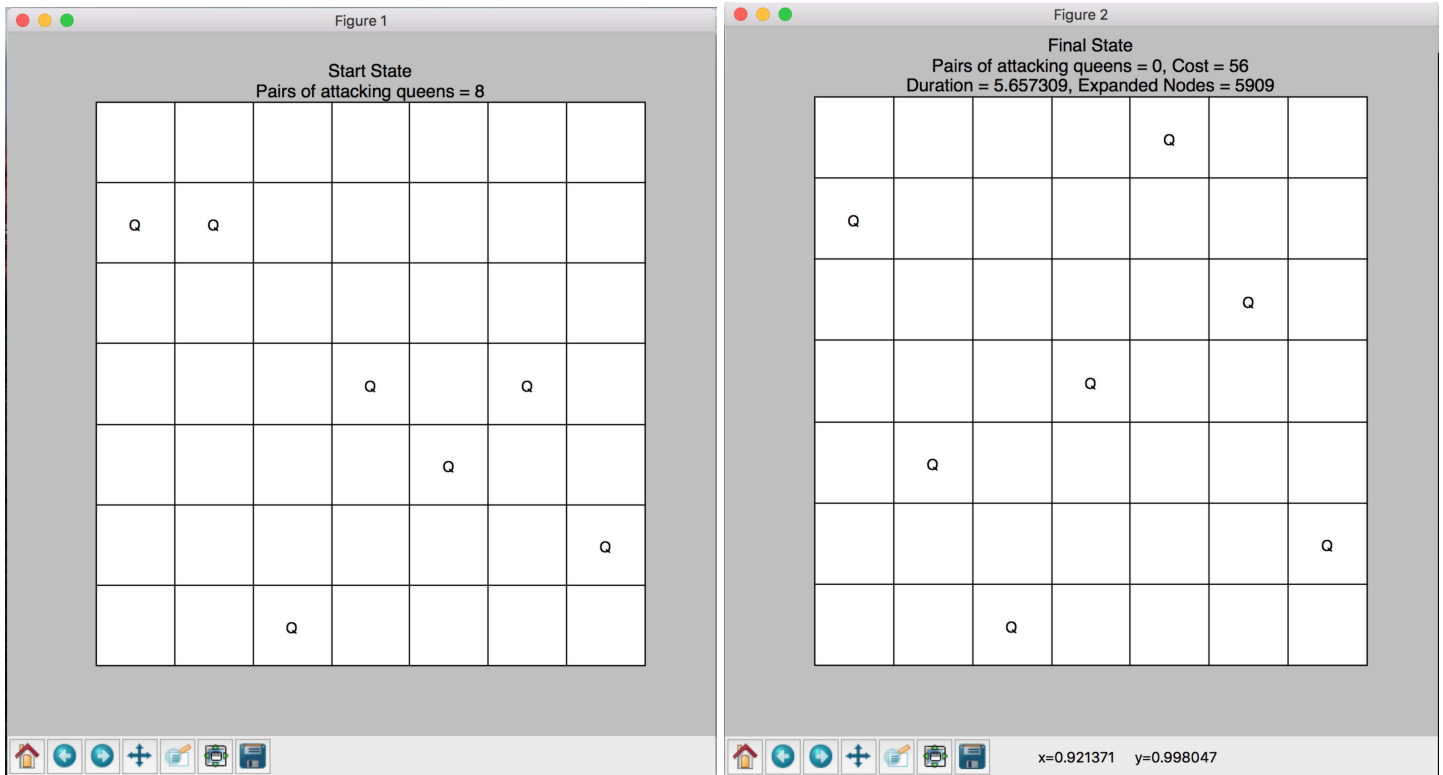 Figure 1
Start State
Pairs of attacking queens = 8
Q Q
Q Q
Q
Q
Q
Figure 2
Final State
Pairs of attacking queens = 0, Cost = 56
Duration = 5.657309, Expanded Nodes = 5909
Q
Q
Q
Q
Q
Q
Q
x=0.921371 y=0.998047